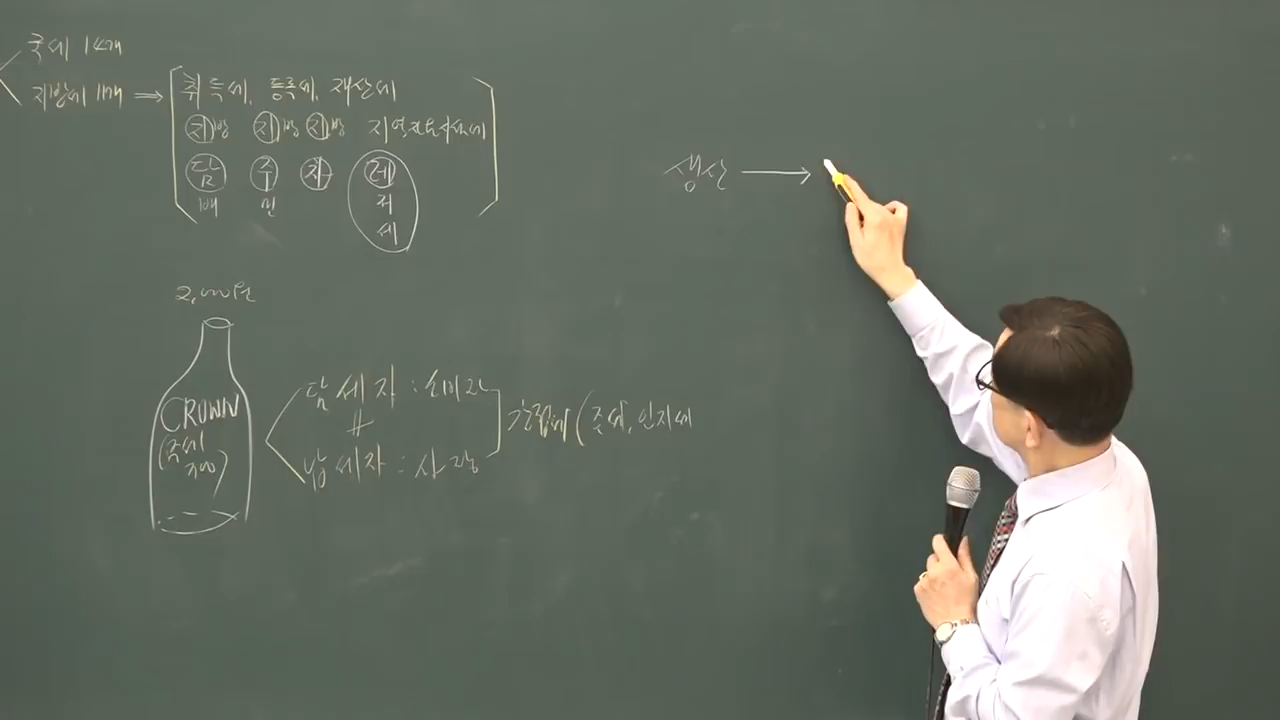 국세 14개
지방세 11개 ⇒ 취득세, 등록세, 재산세
지방 지방 지방 지역자원시설세
담 주 자 레
배 민 저
세
2,000원
CROWN
(주세
700)
담세자 : 소비자
≠
납세자 : 사장
간접세 (주세, 인지세
생산 →